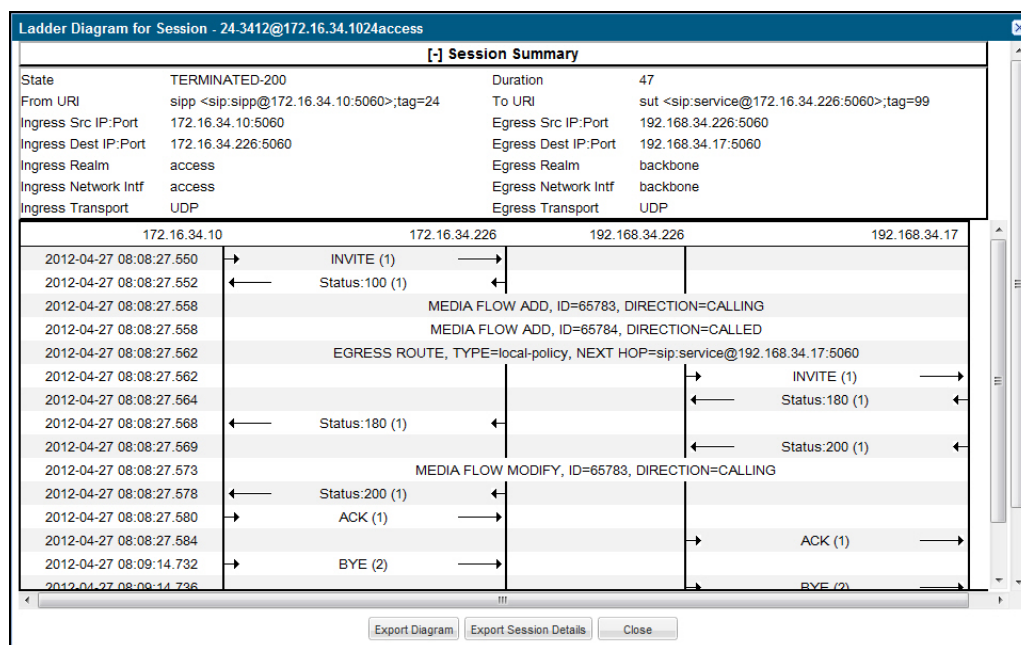 Ladder Diagram for Session - 24-3412@172.16.34.1024access
[-] Session Summary
State TERMINATED-200 Duration 47
From URI sipp <sip:sipp@172.16.34.10:5060>;tag=24 To URI sut <sip:service@172.16.34.226:5060>;tag=99
Ingress Src IP:Port 172.16.34.10:5060 Egress Src IP:Port 192.168.34.226:5060
Ingress Dest IP:Port 172.16.34.226:5060 Egress Dest IP:Port 192.168.34.17:5060
Ingress Realm access Egress Realm backbone
Ingress Network Intf access Egress Network Intf backbone
Ingress Transport UDP Egress Transport UDP
172.16.34.10 172.16.34.226 192.168.34.226 192.168.34.17
2012-04-27 08:08:27.550 INVITE (1)
2012-04-27 08:08:27.552 Status:100 (1)
2012-04-27 08:08:27.558 MEDIA FLOW ADD, ID=65783, DIRECTION=CALLING
2012-04-27 08:08:27.558 MEDIA FLOW ADD, ID=65784, DIRECTION=CALLED
2012-04-27 08:08:27.562 EGRESS ROUTE, TYPE=local-policy, NEXT HOP=sip:service@192.168.34.17:5060
2012-04-27 08:08:27.562 INVITE (1)
2012-04-27 08:08:27.564 Status:180 (1)
2012-04-27 08:08:27.568 Status:180 (1)
2012-04-27 08:08:27.569 Status:200 (1)
2012-04-27 08:08:27.573 MEDIA FLOW MODIFY, ID=65783, DIRECTION=CALLING
2012-04-27 08:08:27.578 Status:200 (1)
2012-04-27 08:08:27.580 ACK (1)
2012-04-27 08:08:27.584 ACK (1)
2012-04-27 08:09:14.732 BYE (2)
2012-04-27 08:09:14.736 BYE (2)
Export Diagram Export Session Details Close